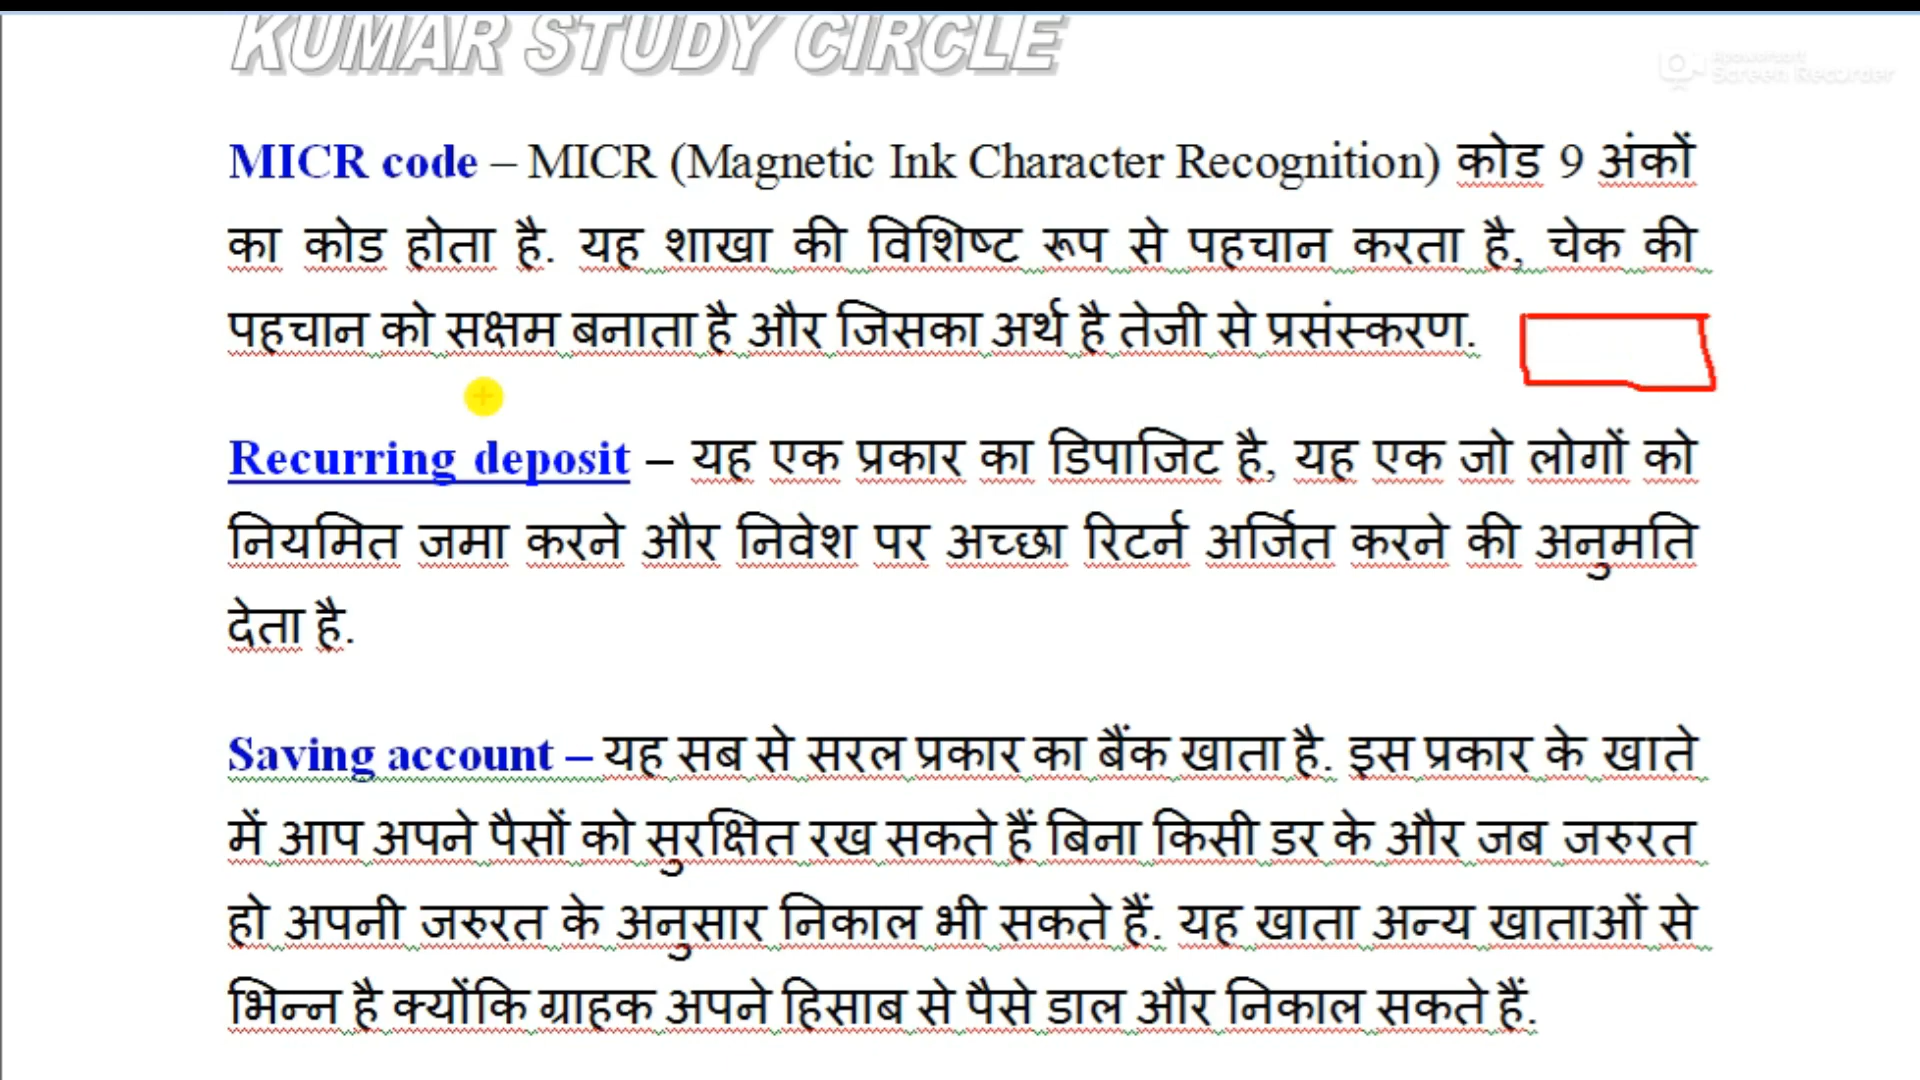 KUMAR STUDY CIRCLE
Apowersoft
Screen Recorder
MICR code – MICR (Magnetic Ink Character Recognition) कोड 9 अंकों
का कोड होता है. यह शाखा की विशिष्ट रूप से पहचान करता है, चेक की
पहचान को सक्षम बनाता है और जिसका अर्थ है तेजी से प्रसंस्करण.
Recurring deposit – यह एक प्रकार का डिपाजिट है, यह एक जो लोगों को
नियमित जमा करने और निवेश पर अच्छा रिटर्न अर्जित करने की अनुमति
देता है.
Saving account – यह सब से सरल प्रकार का बैंक खाता है. इस प्रकार के खाते
में आप अपने पैसों को सुरक्षित रख सकते हैं बिना किसी डर के और जब जरुरत
हो अपनी जरुरत के अनुसार निकाल भी सकते हैं. यह खाता अन्य खाताओं से
भिन्न है क्योंकि ग्राहक अपने हिसाब से पैसे डाल और निकाल सकते हैं.